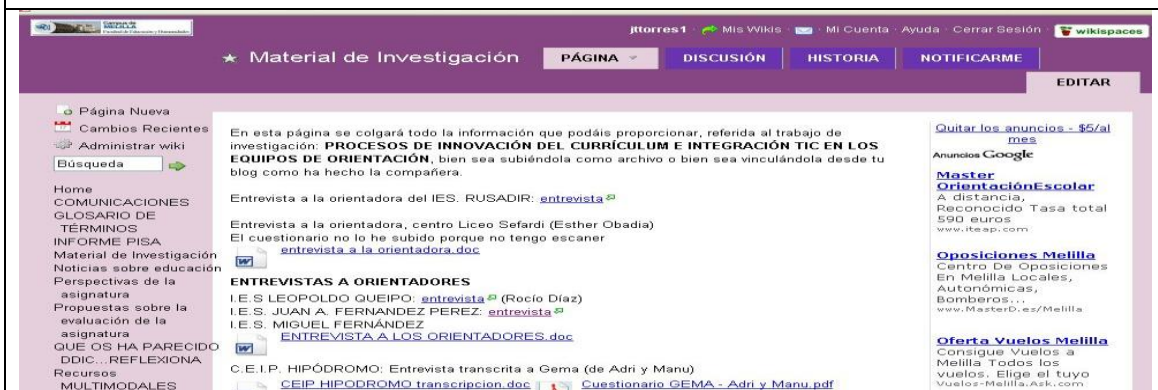 Campus de
MELILLA
Facultad de Educación y Humanidades
jttorres1 · Mis Wikis · Mi Cuenta · Ayuda · Cerrar Sesión · wikispaces
Material de Investigación
PÁGINA
DISCUSIÓN
HISTORIA
NOTIFICARME
EDITAR
Página Nueva
Cambios Recientes
Administrar wiki
Búsqueda
Home
COMUNICACIONES
GLOSARIO DE
TÉRMINOS
INFORME PISA
Material de Investigación
Noticias sobre educación
Perspectivas de la
asignatura
Propuestas sobre la
evaluación de la
asignatura
QUE OS HA PARECIDO
DDIC...REFLEXIONA
Recursos
MULTIMODALES
En esta página se colgará todo la información que podáis proporcionar, referida al trabajo de
investigación: PROCESOS DE INNOVACIÓN DEL CURRÍCULUM E INTEGRACIÓN TIC EN LOS
EQUIPOS DE ORIENTACIÓN, bien sea subiéndola como archivo o bien sea vinculándola desde tu
blog como ha hecho la compañera.
Entrevista a la orientadora del IES. RUSADIR: entrevista
Entrevista a la orientadora, centro Liceo Sefardi (Esther Obadia)
El cuestionario no lo he subido porque no tengo escaner
entrevista a la orientadora.doc
ENTREVISTAS A ORIENTADORES
I.E.S LEOPOLDO QUEIPO: entrevista (Rocío Díaz)
I.E.S. JUAN A. FERNANDEZ PEREZ: entrevista
I.E.S. MIGUEL FERNÁNDEZ
ENTREVISTA A LOS ORIENTADORES.doc
C.E.I.P. HIPÓDROMO: Entrevista transcrita a Gema (de Adri y Manu)
CEIP HIPODROMO transcripcion.doc
Cuestionario GEMA - Adri y Manu.pdf
Quitar los anuncios - $5/al
mes
Anuncios Google
Master
OrientaciónEscolar
A distancia,
Reconocido Tasa total
590 euros
www.iteap.com
Oposiciones Melilla
Centro De Oposiciones
En Melilla Locales,
Autonómicas,
Bomberos...
www.MasterD.es/Melilla
Oferta Vuelos Melilla
Consigue Vuelos a
Melilla Todos los
vuelos. Elige el tuyo
Vuelos-Melilla.Ask.com